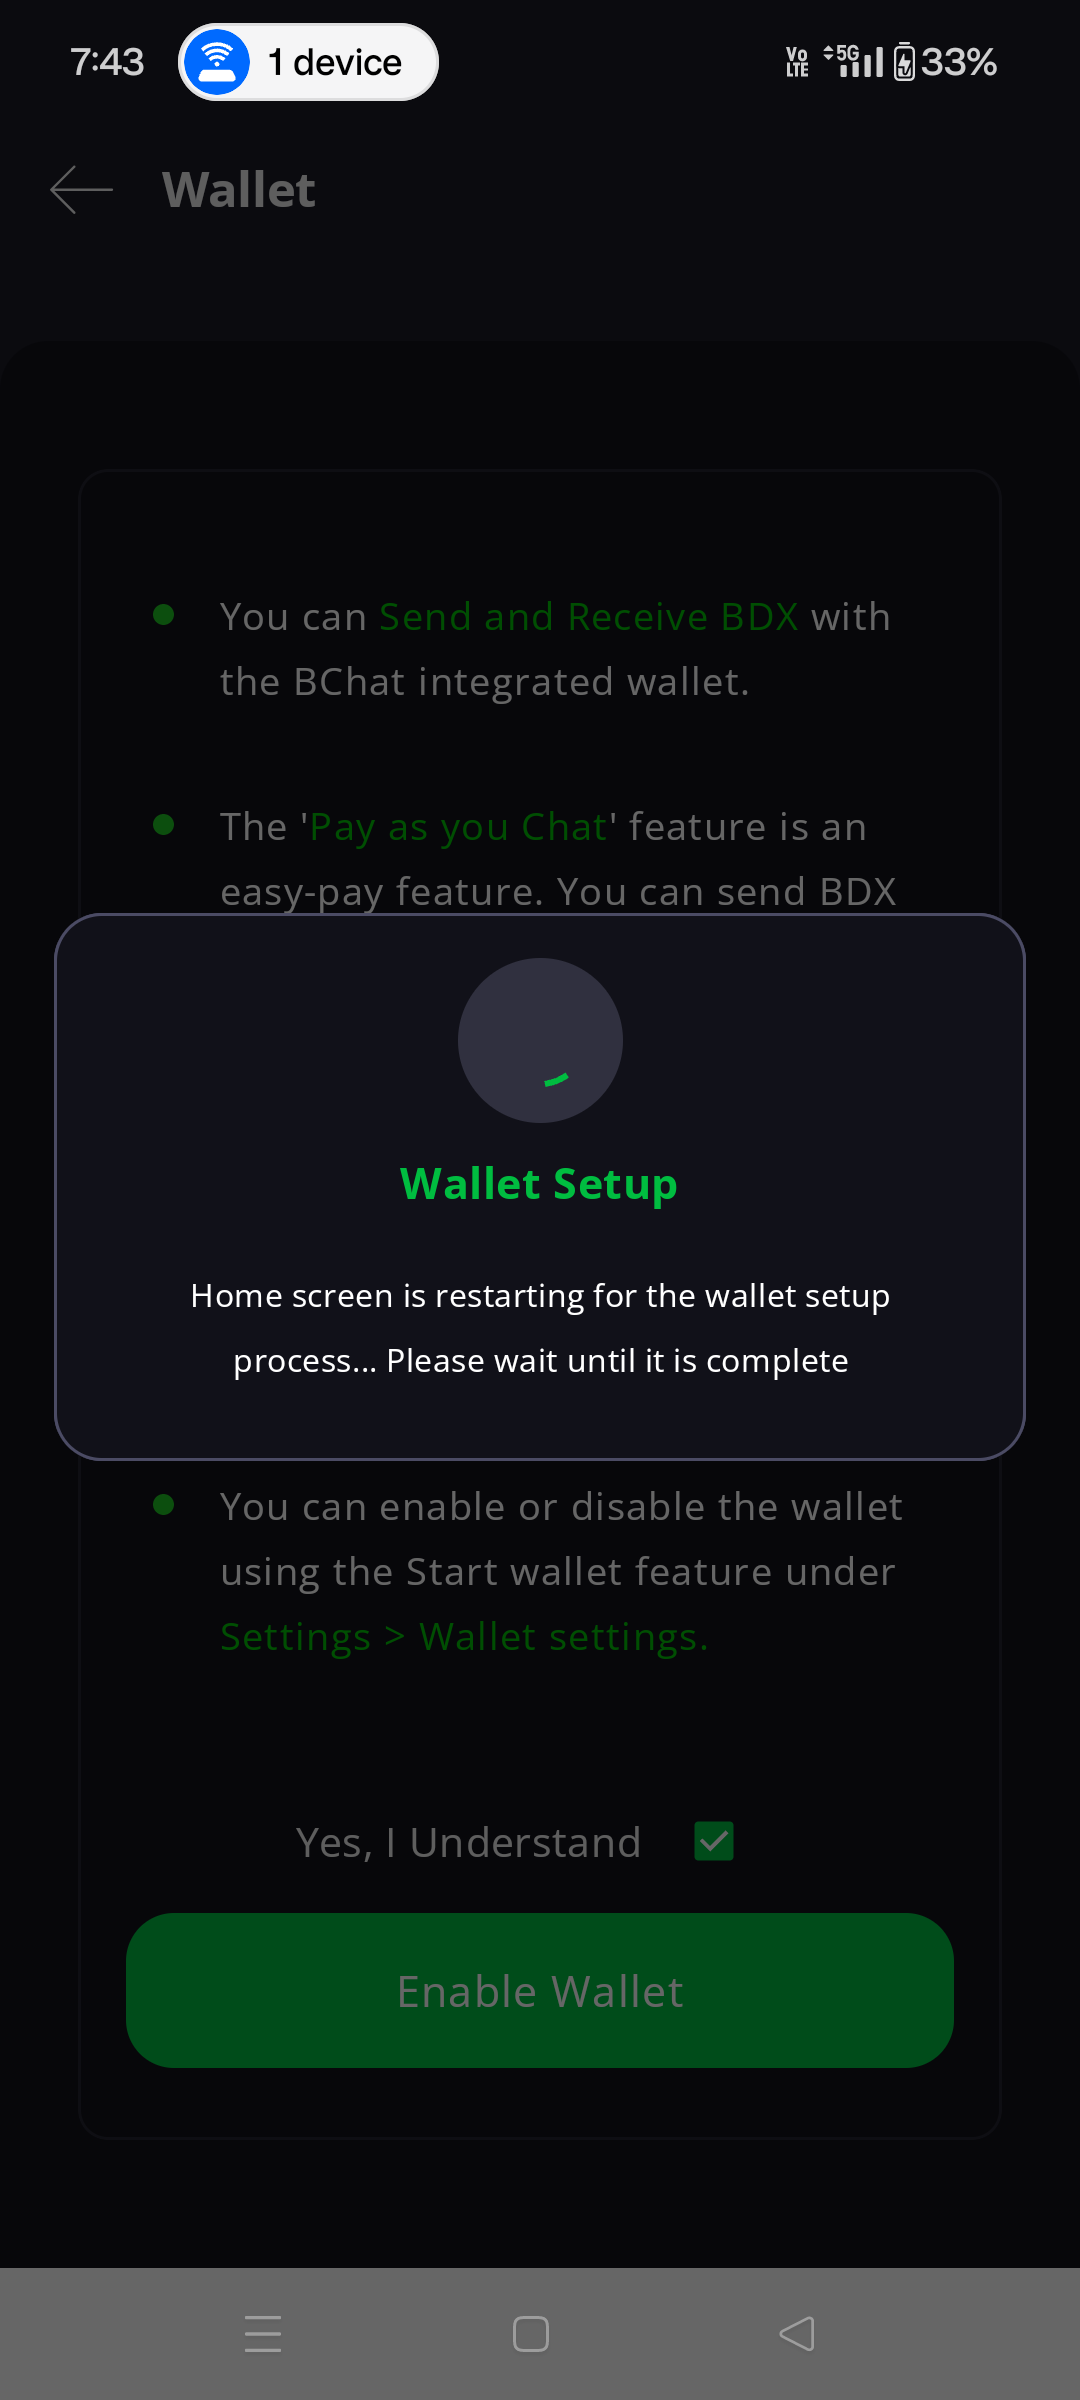 7:43
1 device
Vo
LTE
5G
33%
Wallet
You can Send and Receive BDX with
the BChat integrated wallet.
The 'Pay as you Chat' feature is an
easy-pay feature. You can send BDX
Wallet Setup
Home screen is restarting for the wallet setup
process... Please wait until it is complete
You can enable or disable the wallet
using the Start wallet feature under
Settings > Wallet settings.
Yes, I Understand
Enable Wallet